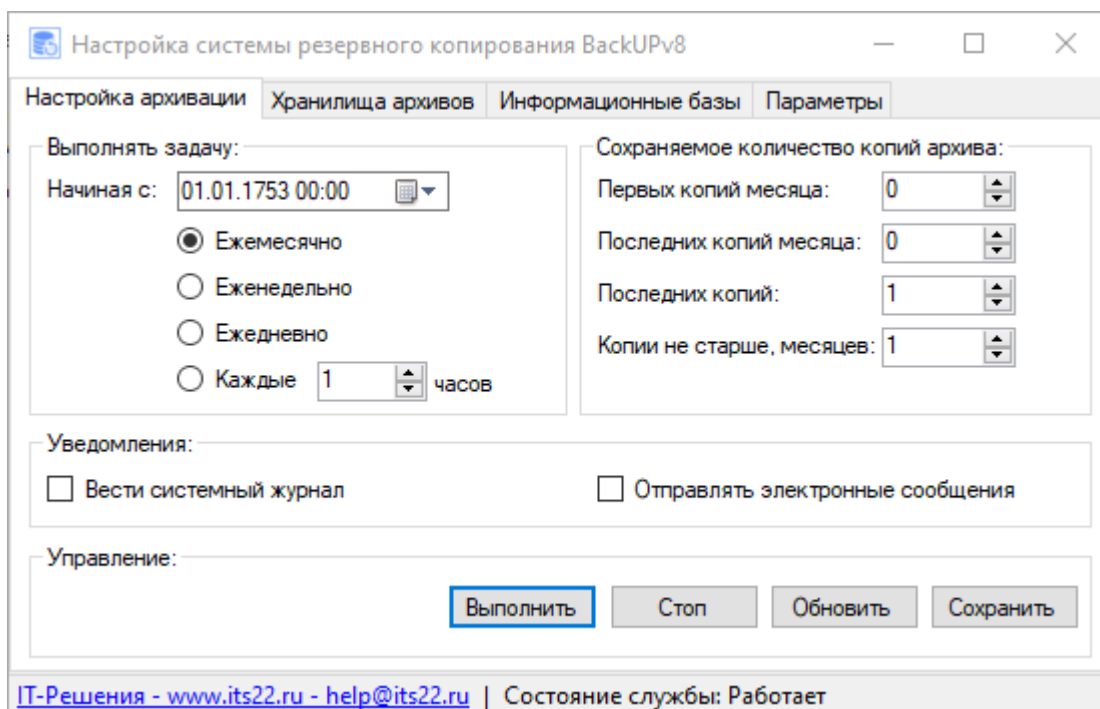 Настройка системы резервного копирования BackUPv8
Настройка архивации Хранилища архивов Информационные базы Параметры
Выполнять задачу:
Начиная с: 01.01.1753 00:00
Ежемесячно
Еженедельно
Ежедневно
Каждые 1 часов
Сохраняемое количество копий архива:
Первых копий месяца: 0
Последних копий месяца: 0
Последних копий: 1
Копии не старше, месяцев: 1
Уведомления:
Вести системный журнал Отправлять электронные сообщения
Управление:
Выполнить Стоп Обновить Сохранить
IT-Решения - www.its22.ru - help@its22.ru | Состояние службы: Работает